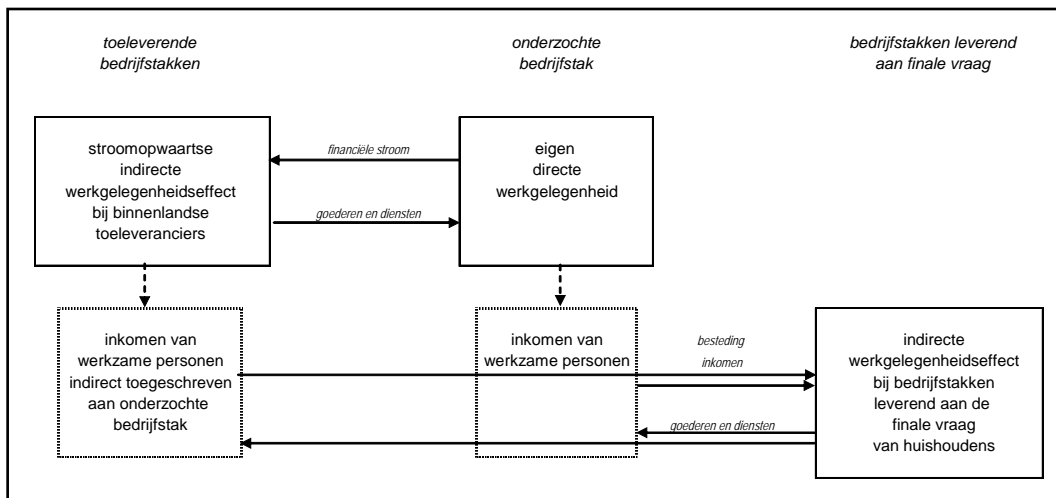 toeleverende
bedrijfstakken
onderzochte
bedrijfstak
bedrijfstakken leverend
aan finale vraag
stroomopwaartse
indirecte
werkgelegenheidseffect
bij binnenlandse
toeleveranciers
financiële stroom
goederen en diensten
eigen
directe
werkgelegenheid
inkomen van
werkzame personen
indirect toegeschreven
aan onderzochte
bedrijfstak
inkomen van
werkzame personen
besteding
inkomen
goederen en diensten
indirecte
werkgelegenheidseffect
bij bedrijfstakken
leverend aan de
finale vraag
van huishoudens